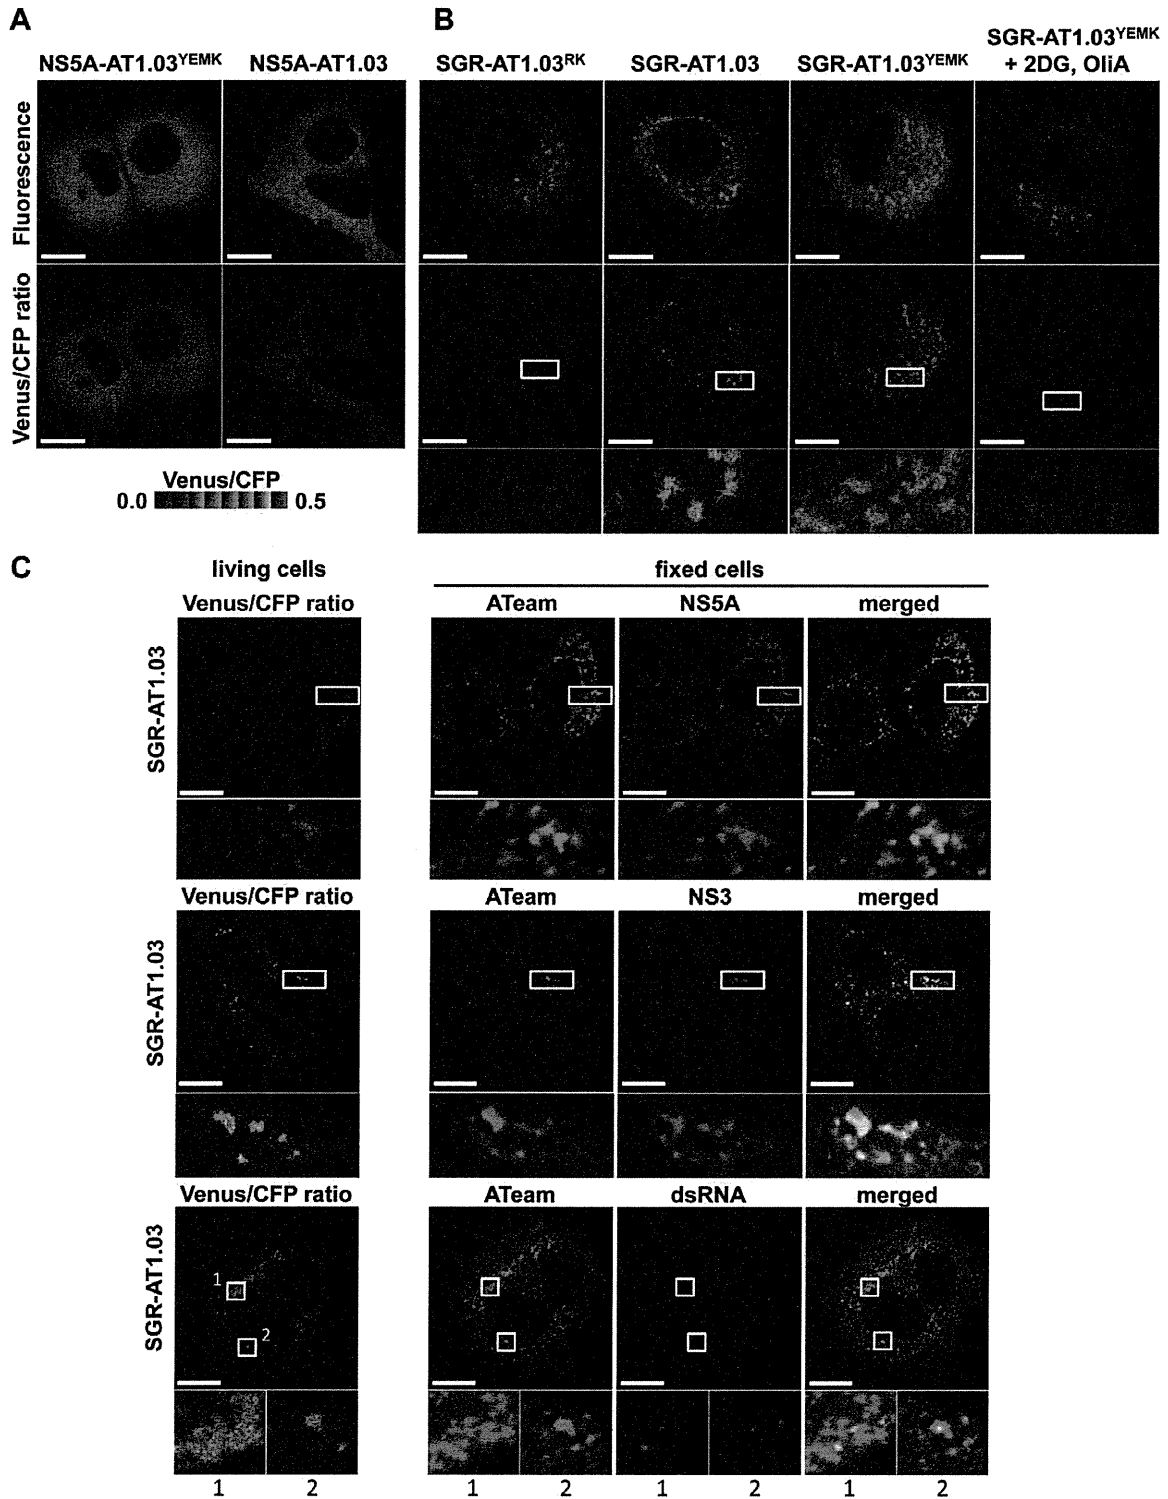 A
B
NS5A-AT1.03YEMK
NS5A-AT1.03
SGR-AT1.03RK
SGR-AT1.03
SGR-AT1.03YEMK
SGR-AT1.03YEMK
+ 2DG, OliA
Fluorescence
Venus/CFP ratio
Venus/CFP
0.0
0.5
C
living cells
fixed cells
Venus/CFP ratio
ATeam
NS5A
merged
SGR-AT1.03
Venus/CFP ratio
ATeam
NS3
merged
SGR-AT1.03
Venus/CFP ratio
ATeam
dsRNA
merged
SGR-AT1.03
1
2
1
2
1
2
1
2
1
2